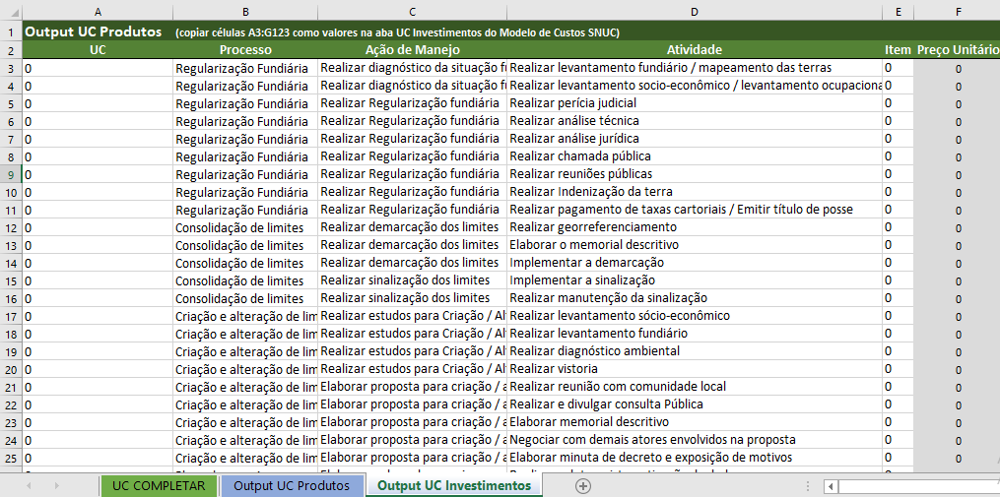 A B C D E F
1 Output UC Produtos (copiar células A3:G123 como valores na aba UC Investimentos do Modelo de Custos SNUC)
2 UC Processo Ação de Manejo Atividade Item Preço Unitário
3 0 Regularização Fundiária Realizar diagnóstico da situação fu Realizar levantamento fundiário / mapeamento das terras 0 0
4 0 Regularização Fundiária Realizar diagnóstico da situação fu Realizar levantamento socio-econômico / levantamento ocupaciona 0 0
5 0 Regularização Fundiária Realizar Regularização fundiária Realizar perícia judicial 0 0
6 0 Regularização Fundiária Realizar Regularização fundiária Realizar análise técnica 0 0
7 0 Regularização Fundiária Realizar Regularização fundiária Realizar análise jurídica 0 0
8 0 Regularização Fundiária Realizar Regularização fundiária Realizar chamada pública 0 0
9 0 Regularização Fundiária Realizar Regularização fundiária Realizar reuniões públicas 0 0
10 0 Regularização Fundiária Realizar Regularização fundiária Realizar Indenização da terra 0 0
11 0 Regularização Fundiária Realizar Regularização fundiária Realizar pagamento de taxas cartoriais / Emitir título de posse 0 0
12 0 Consolidação de limites Realizar demarcação dos limites Realizar georreferenciamento 0 0
13 0 Consolidação de limites Realizar demarcação dos limites Elaborar o memorial descritivo 0 0
14 0 Consolidação de limites Realizar demarcação dos limites Implementar a demarcação 0 0
15 0 Consolidação de limites Realizar sinalização dos limites Implementar a sinalização 0 0
16 0 Consolidação de limites Realizar sinalização dos limites Realizar manutenção da sinalização 0 0
17 0 Criação e alteração de lim Realizar estudos para Criação / Al Realizar levantamento sócio-econômico 0 0
18 0 Criação e alteração de lim Realizar estudos para Criação / Al Realizar levantamento fundiário 0 0
19 0 Criação e alteração de lim Realizar estudos para Criação / Al Realizar diagnóstico ambiental 0 0
20 0 Criação e alteração de lim Realizar estudos para Criação / Al Realizar vistoria 0 0
21 0 Criação e alteração de lim Elaborar proposta para criação / a Realizar reunião com comunidade local 0 0
22 0 Criação e alteração de lim Elaborar proposta para criação / a Realizar e divulgar consulta Pública 0 0
23 0 Criação e alteração de lim Elaborar proposta para criação / a Elaborar memorial descritivo 0 0
24 0 Criação e alteração de lim Elaborar proposta para criação / a Negociar com demais atores envolvidos na proposta 0 0
25 0 Criação e alteração de lim Elaborar proposta para criação / a Elaborar minuta de decreto e exposição de motivos 0 0
UC COMPLETAR Output UC Produtos Output UC Investimentos